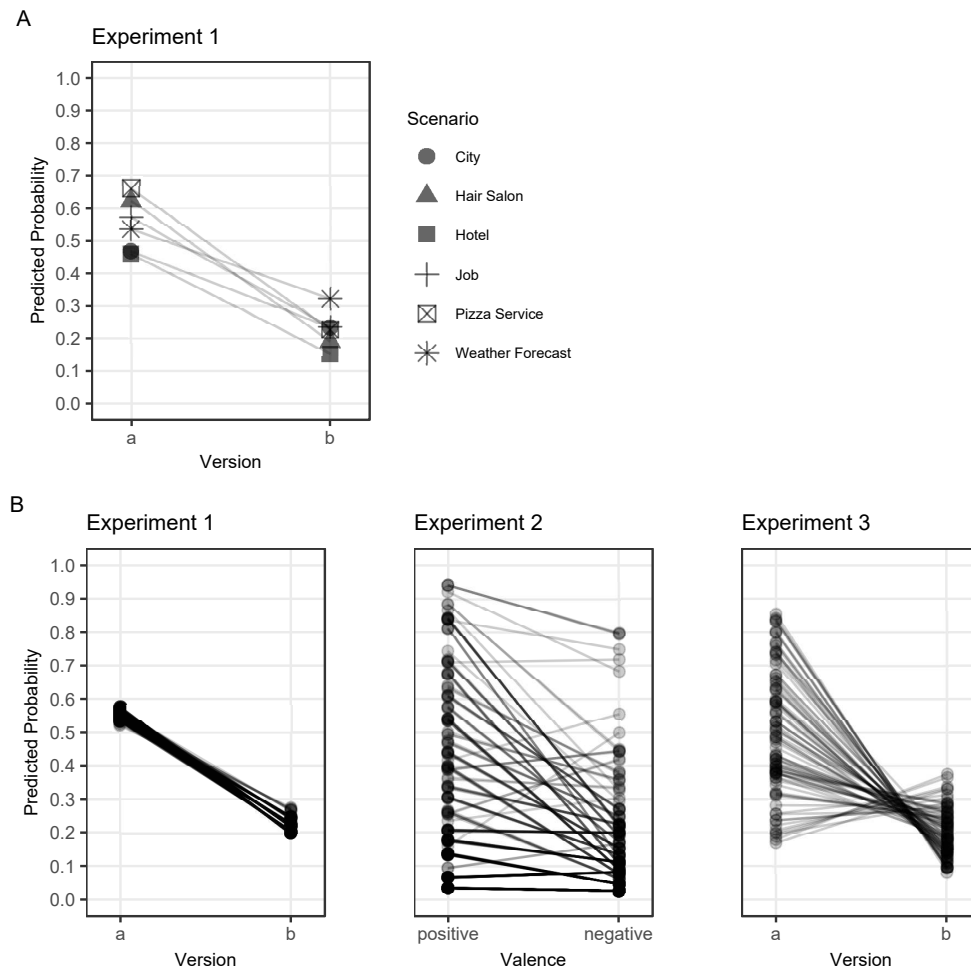 A
Experiment 1
Predicted Probability
1.0
0.9
0.8
0.7
0.6
0.5
0.4
0.3
0.2
0.1
0.0
a
b
Version
Scenario
City
Hair Salon
Hotel
Job
Pizza Service
Weather Forecast
B
Experiment 1
Predicted Probability
1.0
0.9
0.8
0.7
0.6
0.5
0.4
0.3
0.2
0.1
0.0
a
b
Version
Experiment 2
positive
negative
Valence
Experiment 3
a
b
Version